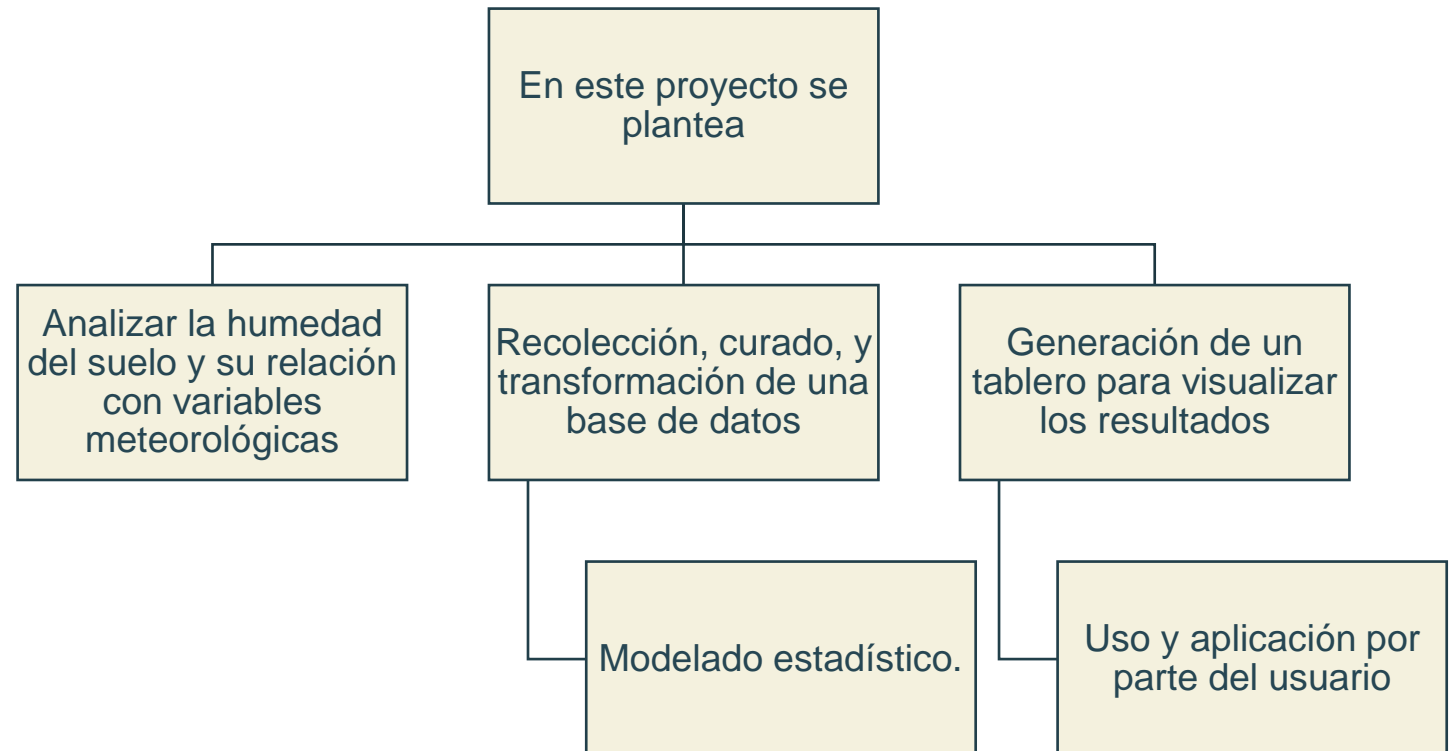 En este proyecto se
plantea
Analizar la humedad
del suelo y su relación
con variables
meteorológicas
Recolección, curado, y
transformación de una
base de datos
Generación de un
tablero para visualizar
los resultados
Modelado estadístico.
Uso y aplicación por
parte del usuario